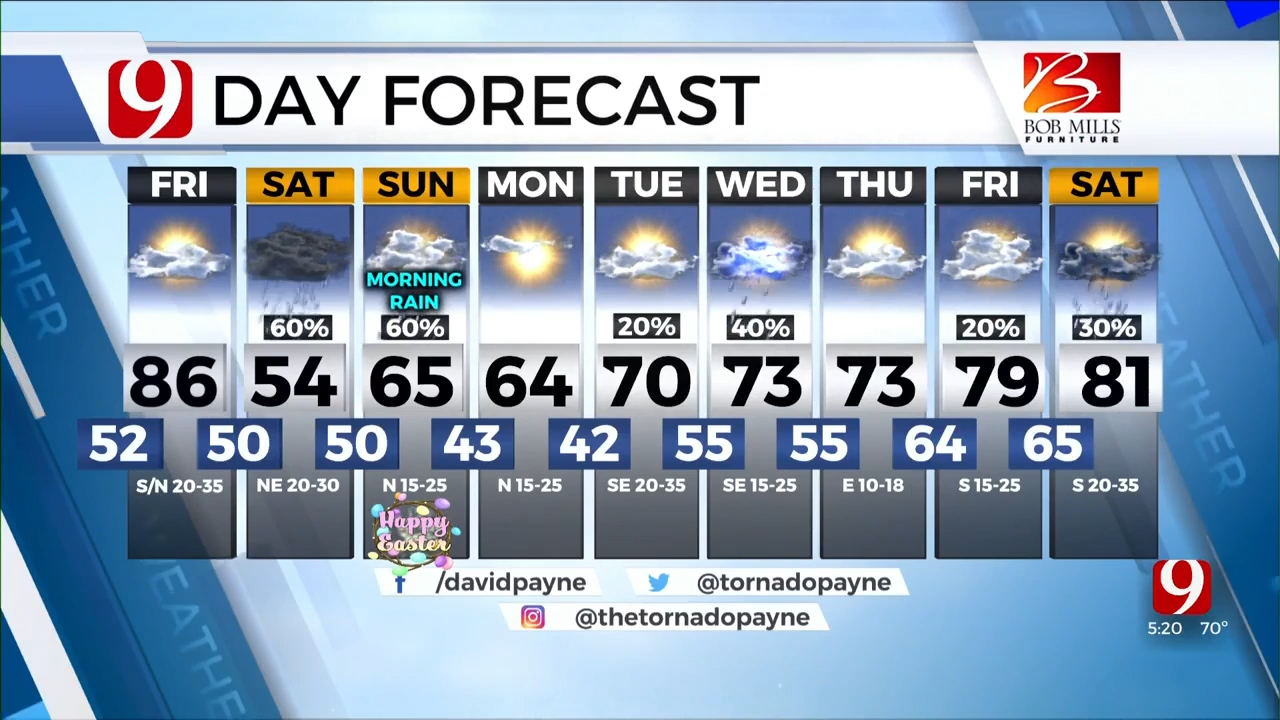 9 DAY FORECAST
BOB MILLS
FURNITURE
FRI SAT SUN MON TUE WED THU FRI SAT
MORNING
RAIN
60% 60% 20% 40% 20% 30%
86 54 65 64 70 73 73 79 81
52 50 50 43 42 55 55 64 65
S/N 20-35 NE 20-30 N 15-25 N 15-25 SE 20-35 SE 15-25 E 10-18 S 15-25 S 20-35
Happy
Easter
/davidpayne @tornadopayne
@thetornadopayne
9
5:20 70°
WEATHER
WEATHER
WEATHER